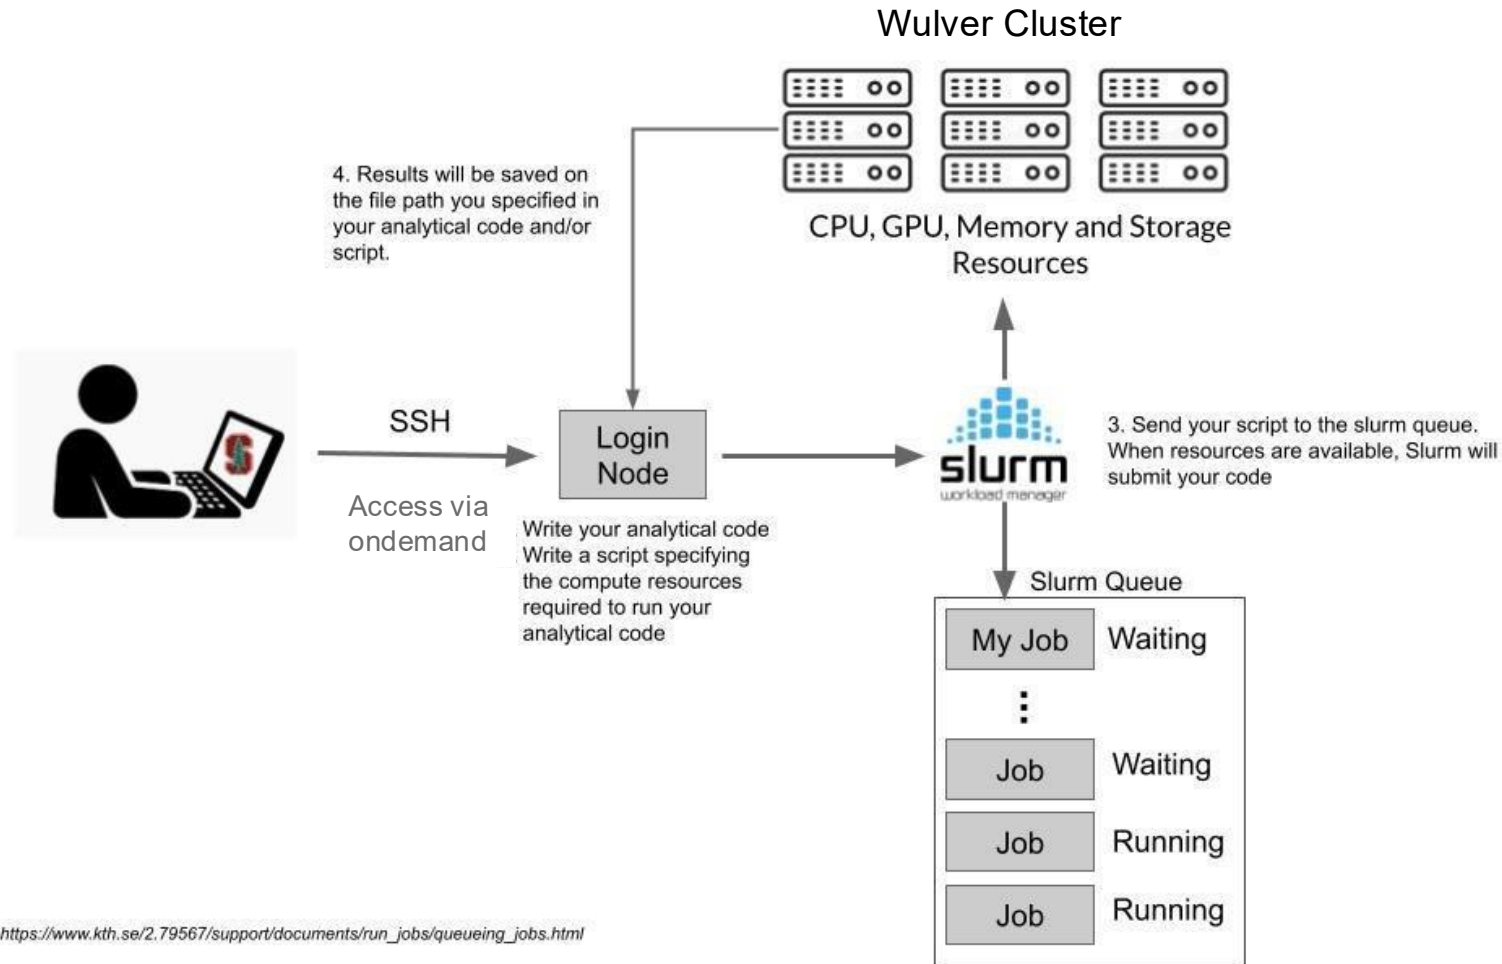 Wulver Cluster
4. Results will be saved on
the file path you specified in
your analytical code and/or
script.
CPU, GPU, Memory and Storage
Resources
SSH
Access via
ondemand
Login
Node
Write your analytical code
Write a script specifying
the compute resources
required to run your
analytical code
slurm
workload manager
3. Send your script to the slurm queue.
When resources are available, Slurm will
submit your code
Slurm Queue
My Job Waiting
Job Waiting
Job Running
Job Running
S
https://www.kth.se/2.79567/support/documents/run_jobs/queueing_jobs.html